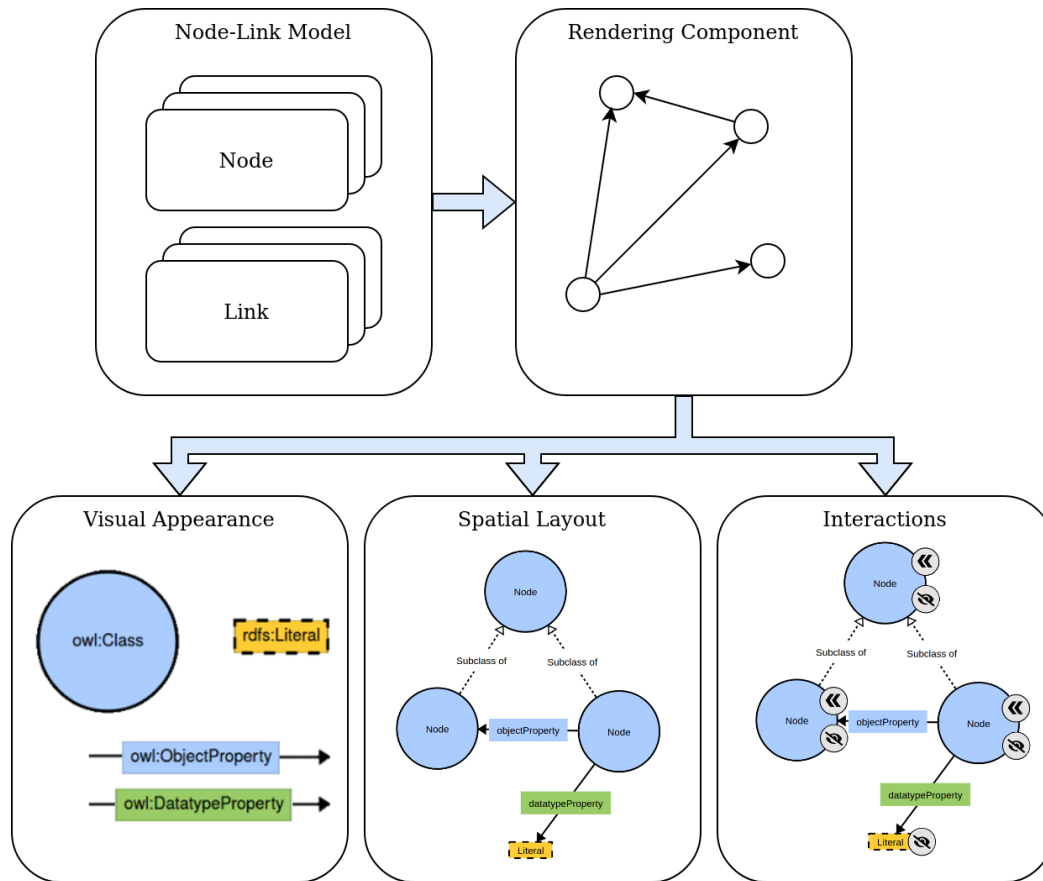 Node-Link Model
Node
Link
Rendering Component
Visual Appearance
owl:Class
rdfs:Literal
owl:ObjectProperty
owl:DatatypeProperty
Spatial Layout
Node
Subclass of
Subclass of
Node
objectProperty
Node
datatypeProperty
Literal
Interactions
Node
Subclass of
Subclass of
Node
objectProperty
Node
datatypeProperty
Literal